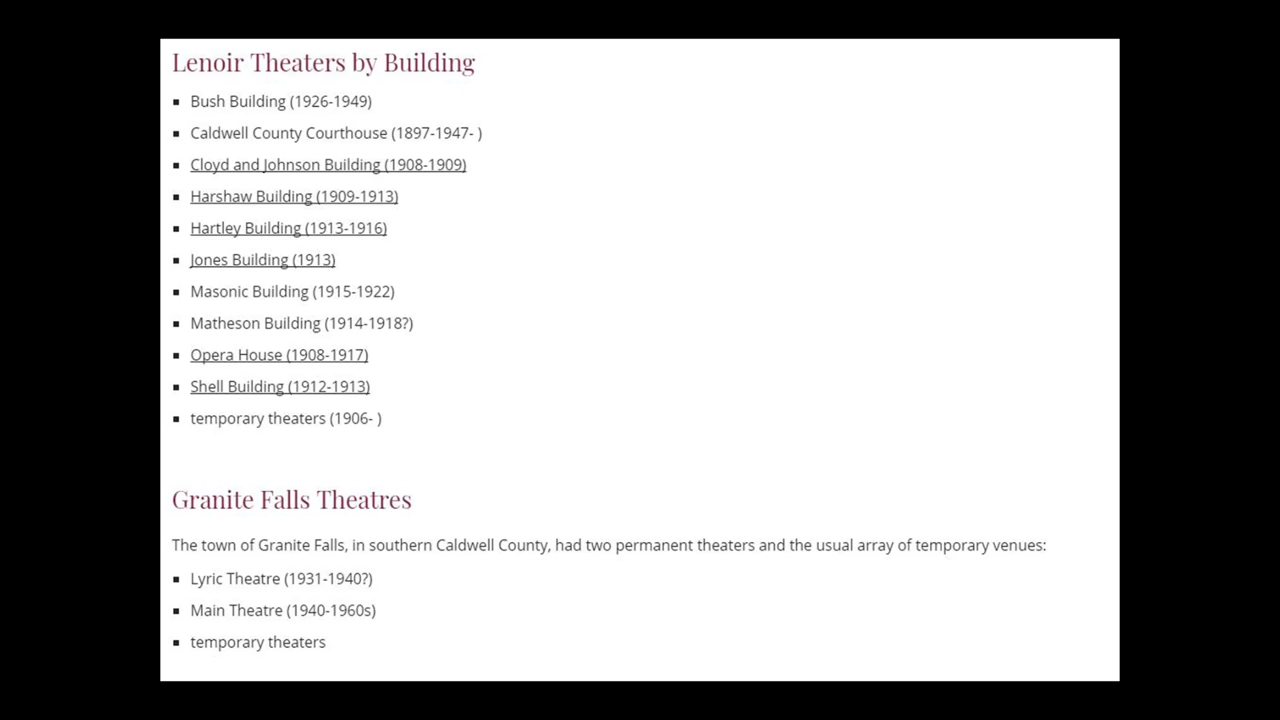 Lenoir Theaters by Building
Bush Building (1926-1949)
Caldwell County Courthouse (1897-1947- )
Cloyd and Johnson Building (1908-1909)
Harshaw Building (1909-1913)
Hartley Building (1913-1916)
Jones Building (1913)
Masonic Building (1915-1922)
Matheson Building (1914-1918?)
Opera House (1908-1917)
Shell Building (1912-1913)
temporary theaters (1906- )
Granite Falls Theatres
The town of Granite Falls, in southern Caldwell County, had two permanent theaters and the usual array of temporary venues:
Lyric Theatre (1931-1940?)
Main Theatre (1940-1960s)
temporary theaters